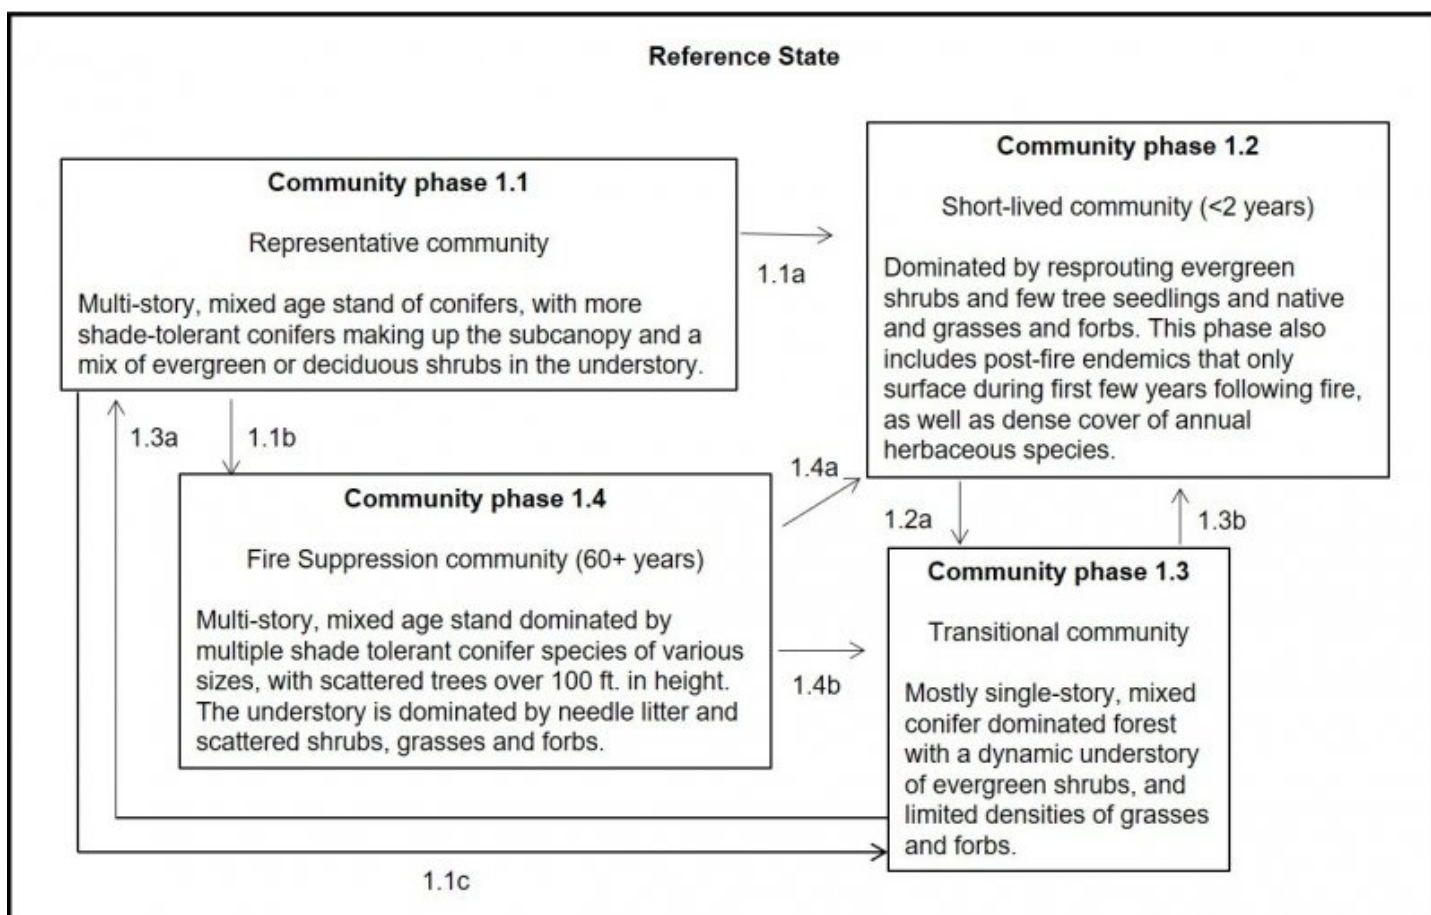 Reference State
Community phase 1.1
Representative community
Multi-story, mixed age stand of conifers, with more
shade-tolerant conifers making up the subcanopy and a
mix of evergreen or deciduous shrubs in the understory.
1.1a
Community phase 1.2
Short-lived community (<2 years)
Dominated by resprouting evergreen
shrubs and few tree seedlings and native
and grasses and forbs. This phase also
includes post-fire endemics that only
surface during first few years following fire,
as well as dense cover of annual
herbaceous species.
1.3a
1.1b
1.4a
1.2a
1.3b
Community phase 1.4
Fire Suppression community (60+ years)
Multi-story, mixed age stand dominated by
multiple shade tolerant conifer species of various
sizes, with scattered trees over 100 ft. in height.
The understory is dominated by needle litter and
scattered shrubs, grasses and forbs.
1.4b
Community phase 1.3
Transitional community
Mostly single-story, mixed
conifer dominated forest
with a dynamic understory
of evergreen shrubs, and
limited densities of grasses
and forbs.
1.1c